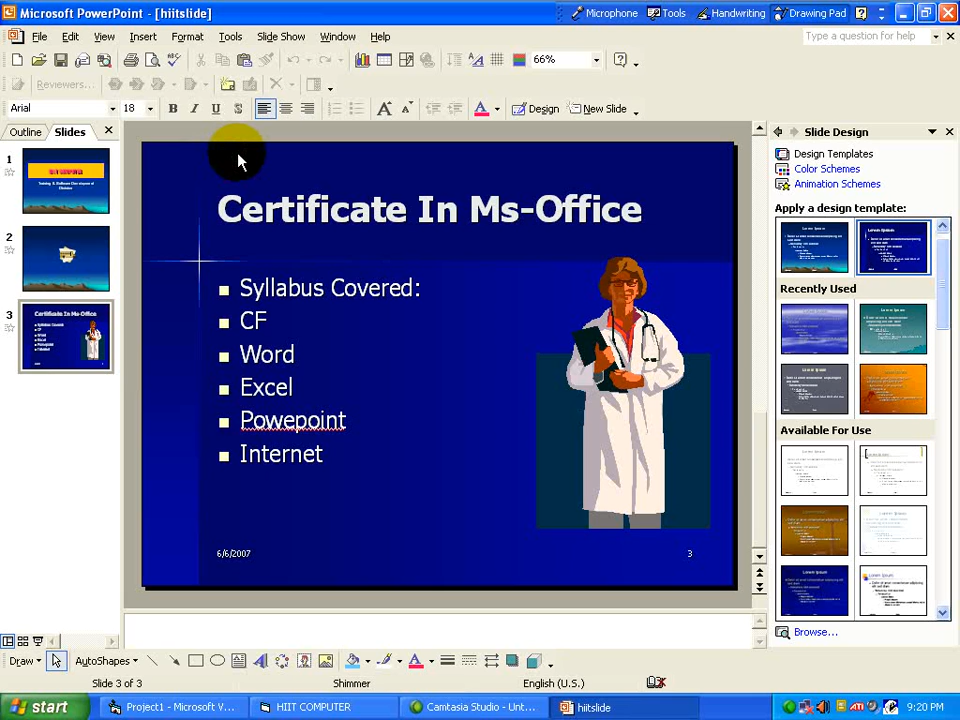 Microsoft PowerPoint - [hiitslide]
Microphone Tools Handwriting Drawing Pad
File Edit View Insert Format Tools Slide Show Window Help
Type a question for help
66%
Reviewers...
Arial 18 B I U S A A A Design New Slide
Outline Slides
Slide Design
1
2
3
Design Templates
Color Schemes
Animation Schemes
Apply a design template:
Recently Used
Available For Use
Browse...
Certificate In Ms-Office
Syllabus Covered:
CF
Word
Excel
Powepoint
Internet
6/6/2007 3
Draw AutoShapes
Slide 3 of 3 Shimmer English (U.S.)
start Project1 - Microsoft V... HIIT COMPUTER Camtasia Studio - Unt... hiitslide 9:20 PM